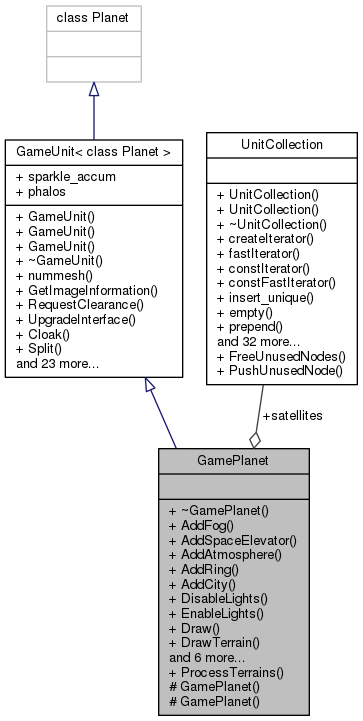 class Planet
GameUnit< class Planet >
+ sparkle_accum
+ phalos
+ GameUnit()
+ GameUnit()
+ GameUnit()
+ ~GameUnit()
+ nummesh()
+ GetImageInformation()
+ RequestClearance()
+ UpgradeInterface()
+ Cloak()
+ Split()
and 23 more...
UnitCollection
+ UnitCollection()
+ UnitCollection()
+ ~UnitCollection()
+ createIterator()
+ fastIterator()
+ constIterator()
+ constFastIterator()
+ insert_unique()
+ empty()
+ prepend()
and 32 more...
+ FreeUnusedNodes()
+ PushUnusedNode()
+satellites
GamePlanet
+ ~GamePlanet()
+ AddFog()
+ AddSpaceElevator()
+ AddAtmosphere()
+ AddRing()
+ AddCity()
+ DisableLights()
+ EnableLights()
+ Draw()
+ DrawTerrain()
and 6 more...
+ ProcessTerrains()
# GamePlanet()
# GamePlanet()